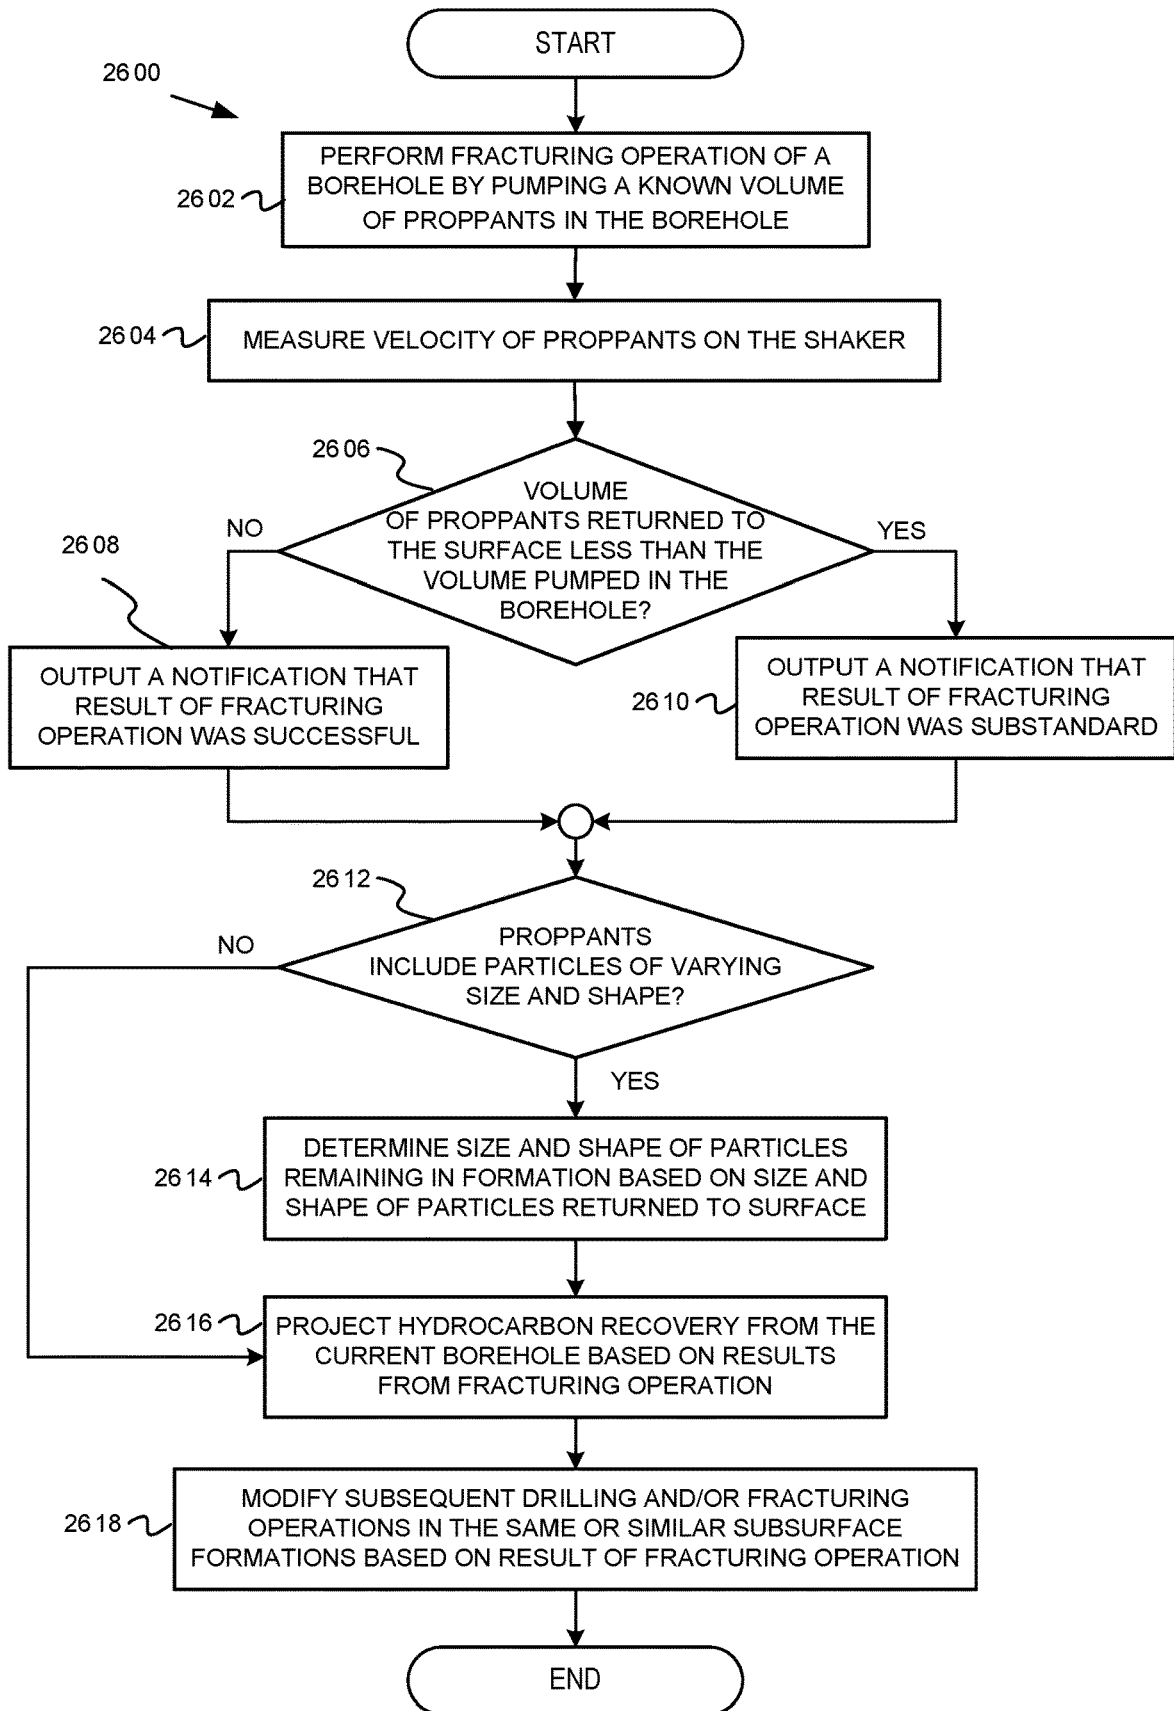 START
2600
PERFORM FRACTURING OPERATION OF A
BOREHOLE BY PUMPING A KNOWN VOLUME
OF PROPPANTS IN THE BOREHOLE
2602
MEASURE VELOCITY OF PROPPANTS ON THE SHAKER
2604
2606
VOLUME
OF PROPPANTS RETURNED TO
THE SURFACE LESS THAN THE
VOLUME PUMPED IN THE
BOREHOLE?
NO
YES
2608
OUTPUT A NOTIFICATION THAT
RESULT OF FRACTURING
OPERATION WAS SUCCESSFUL
2610
OUTPUT A NOTIFICATION THAT
RESULT OF FRACTURING
OPERATION WAS SUBSTANDARD
2612
PROPPANTS
INCLUDE PARTICLES OF VARYING
SIZE AND SHAPE?
NO
YES
2614
DETERMINE SIZE AND SHAPE OF PARTICLES
REMAINING IN FORMATION BASED ON SIZE AND
SHAPE OF PARTICLES RETURNED TO SURFACE
2616
PROJECT HYDROCARBON RECOVERY FROM THE
CURRENT BOREHOLE BASED ON RESULTS
FROM FRACTURING OPERATION
2618
MODIFY SUBSEQUENT DRILLING AND/OR FRACTURING
OPERATIONS IN THE SAME OR SIMILAR SUBSURFACE
FORMATIONS BASED ON RESULT OF FRACTURING OPERATION
END